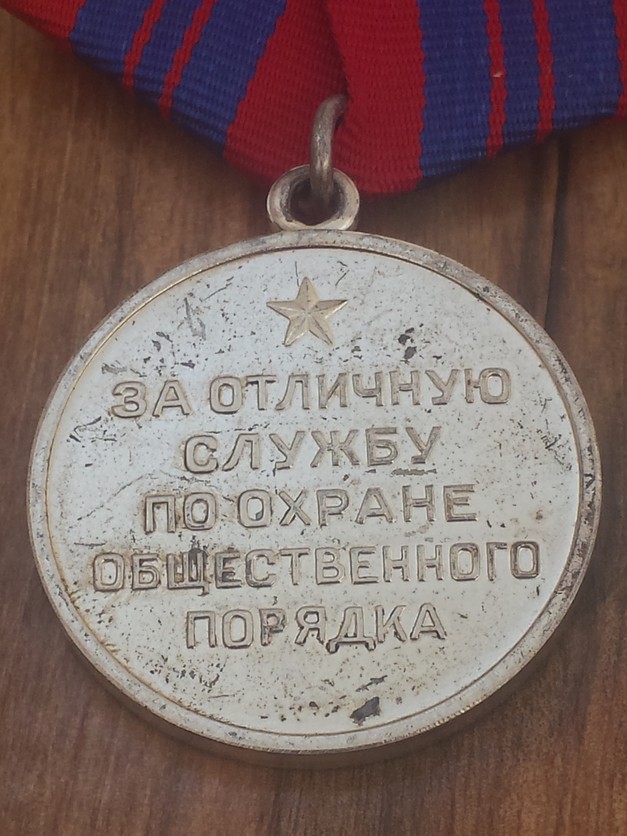 ЗА ОТЛИЧНУЮ
СЛУЖБУ
ПО ОХРАНЕ
ОБЩЕСТВЕННОГО
ПОРЯДКА